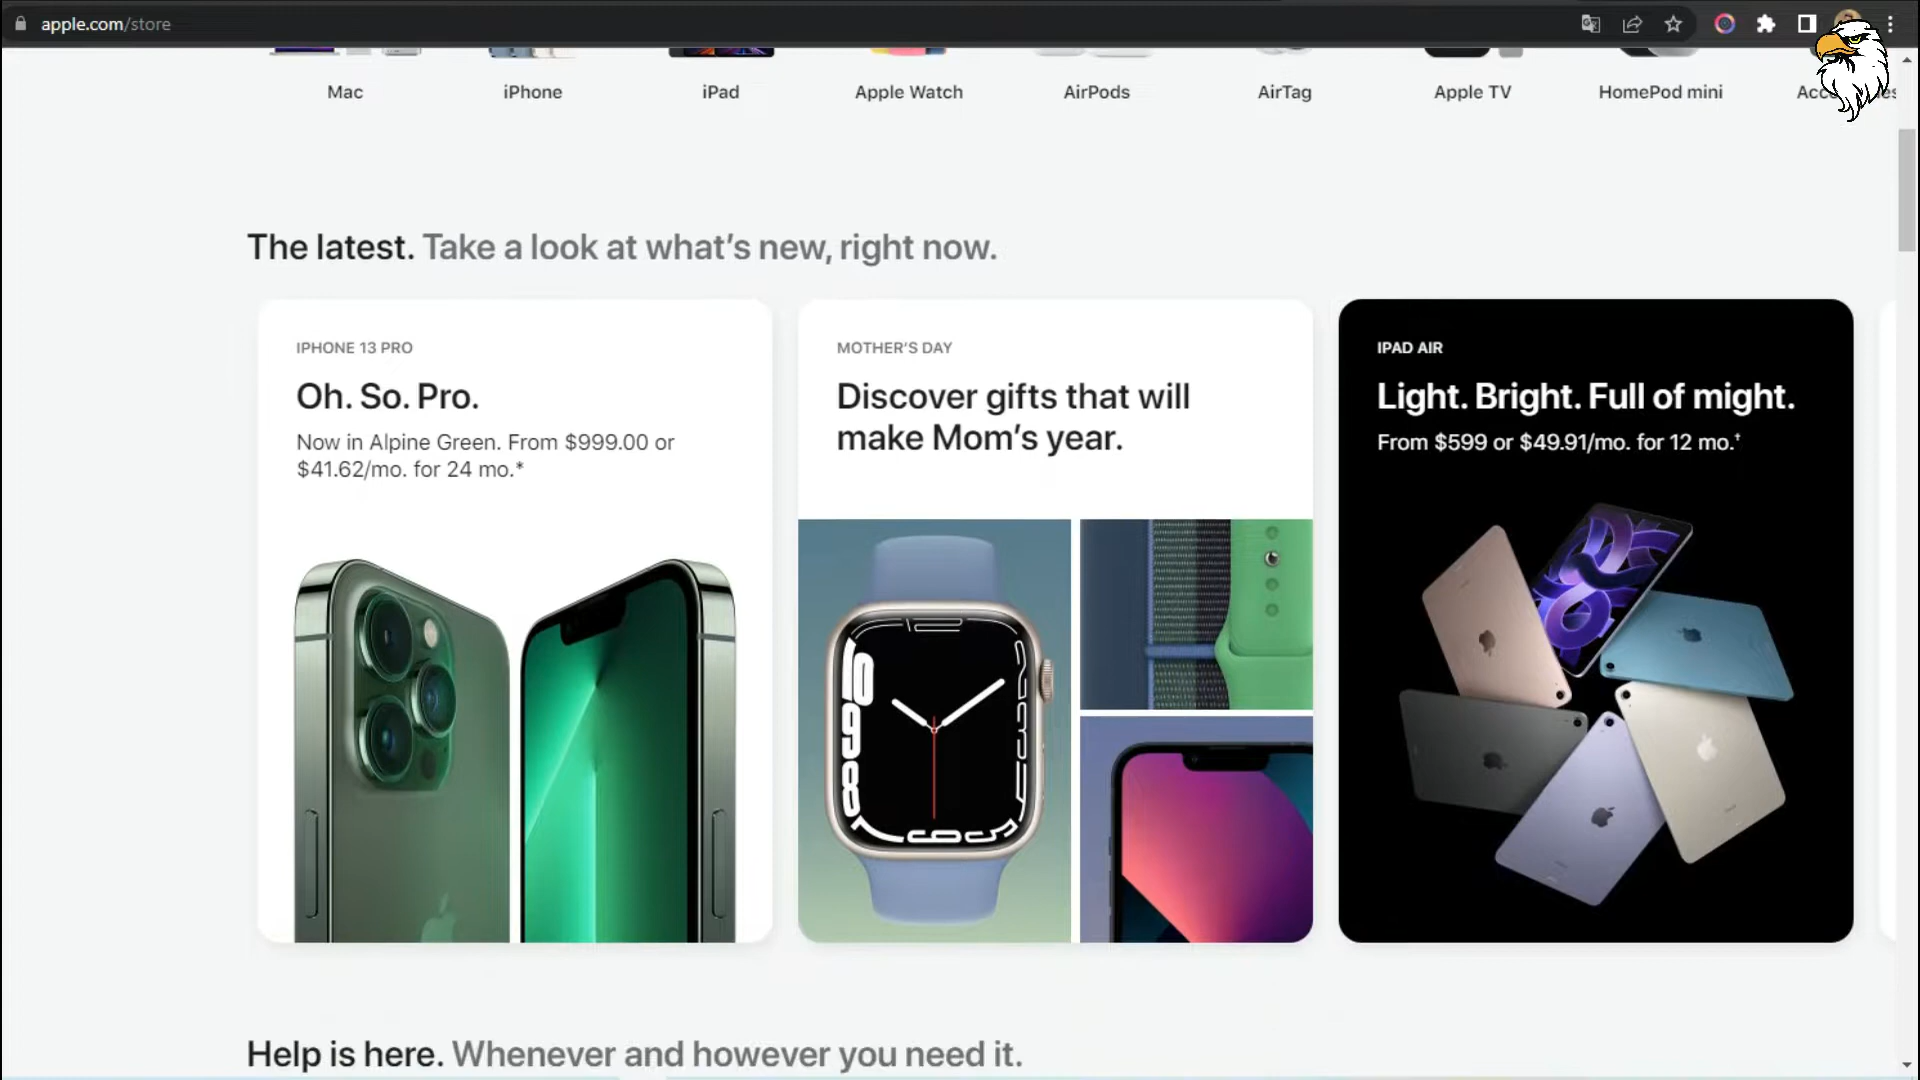 apple.com/store
Mac
iPhone
iPad
Apple Watch
AirPods
AirTag
Apple TV
HomePod mini
The latest. Take a look at what’s new, right now.
IPHONE 13 PRO
Oh. So. Pro.
Now in Alpine Green. From $999.00 or
$41.62/mo. for 24 mo.*
MOTHER’S DAY
Discover gifts that will
make Mom’s year.
IPAD AIR
Light. Bright. Full of might.
From $599 or $49.91/mo. for 12 mo.†
Help is here. Whenever and however you need it.